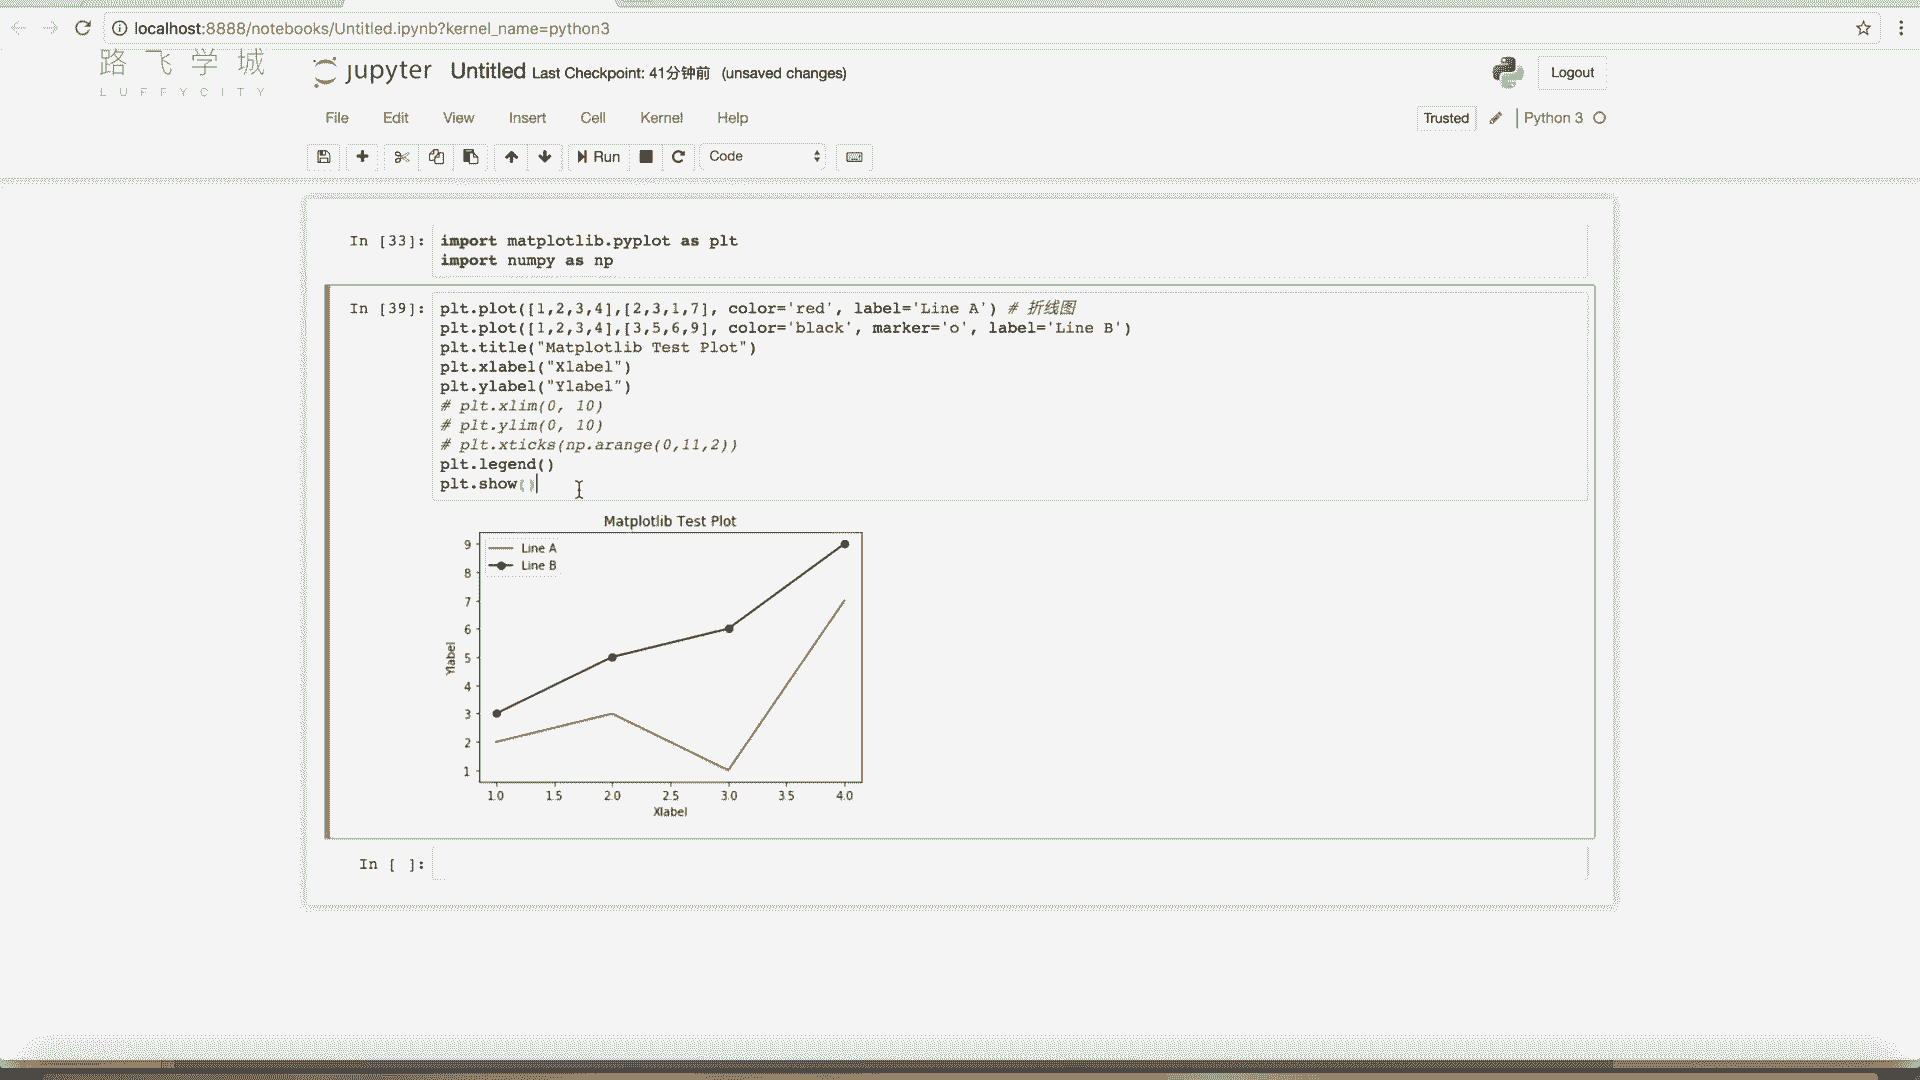 localhost:8888/notebooks/Untitled.ipynb?kernel_name=python3
路飞学城
LUFFYCITY
jupyter Untitled Last Checkpoint: 41分钟前 (unsaved changes)
Logout
File Edit View Insert Cell Kernel Help
Trusted Python 3
Run Code
In [33]: import matplotlib.pyplot as plt
import numpy as np
In [39]: plt.plot([1,2,3,4],[2,3,1,7], color='red', label='Line A') # 折线图
plt.plot([1,2,3,4],[3,5,6,9], color='black', marker='o', label='Line B')
plt.title("Matplotlib Test Plot")
plt.xlabel("Xlabel")
plt.ylabel("Ylabel")
# plt.xlim(0, 10)
# plt.ylim(0, 10)
# plt.xticks(np.arange(0,11,2))
plt.legend()
plt.show()
Matplotlib Test Plot
Line A
Line B
9
8
7
6
5
4
3
2
1
Ylabel
1.0 1.5 2.0 2.5 3.0 3.5 4.0
Xlabel
In [ ]: